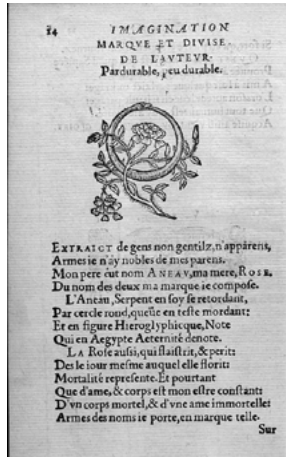 14 IMAGINATION
MARQVE ET DIVISE
DE L'AVTEVR.
Pardurable, peu durable.
EXTRAICT de gens non gentilz, n'apparens,
Armes ie n'ay nobles de mes parens.
Mon pere eut nom ANEAV, ma mere, ROSE.
Du nom des deux ma marque ie compose.
L'Aneau, Serpent en soy se retordant,
Par cercle rond, queüe en teste mordant:
Et en figure Hieroglyphicque, Note
Qui en Aegypte Aeternité denote.
LA Rose aussi, qui flaistrit, & perit:
Des le iour mesme auquel elle florit:
Mortalité represente. Et pourtant
Que d'ame, & corps est mon estre constant:
D'vn corps mortel, & d'vne ame immortelle:
Armes des noms ie porte, en marque telle.
Sur